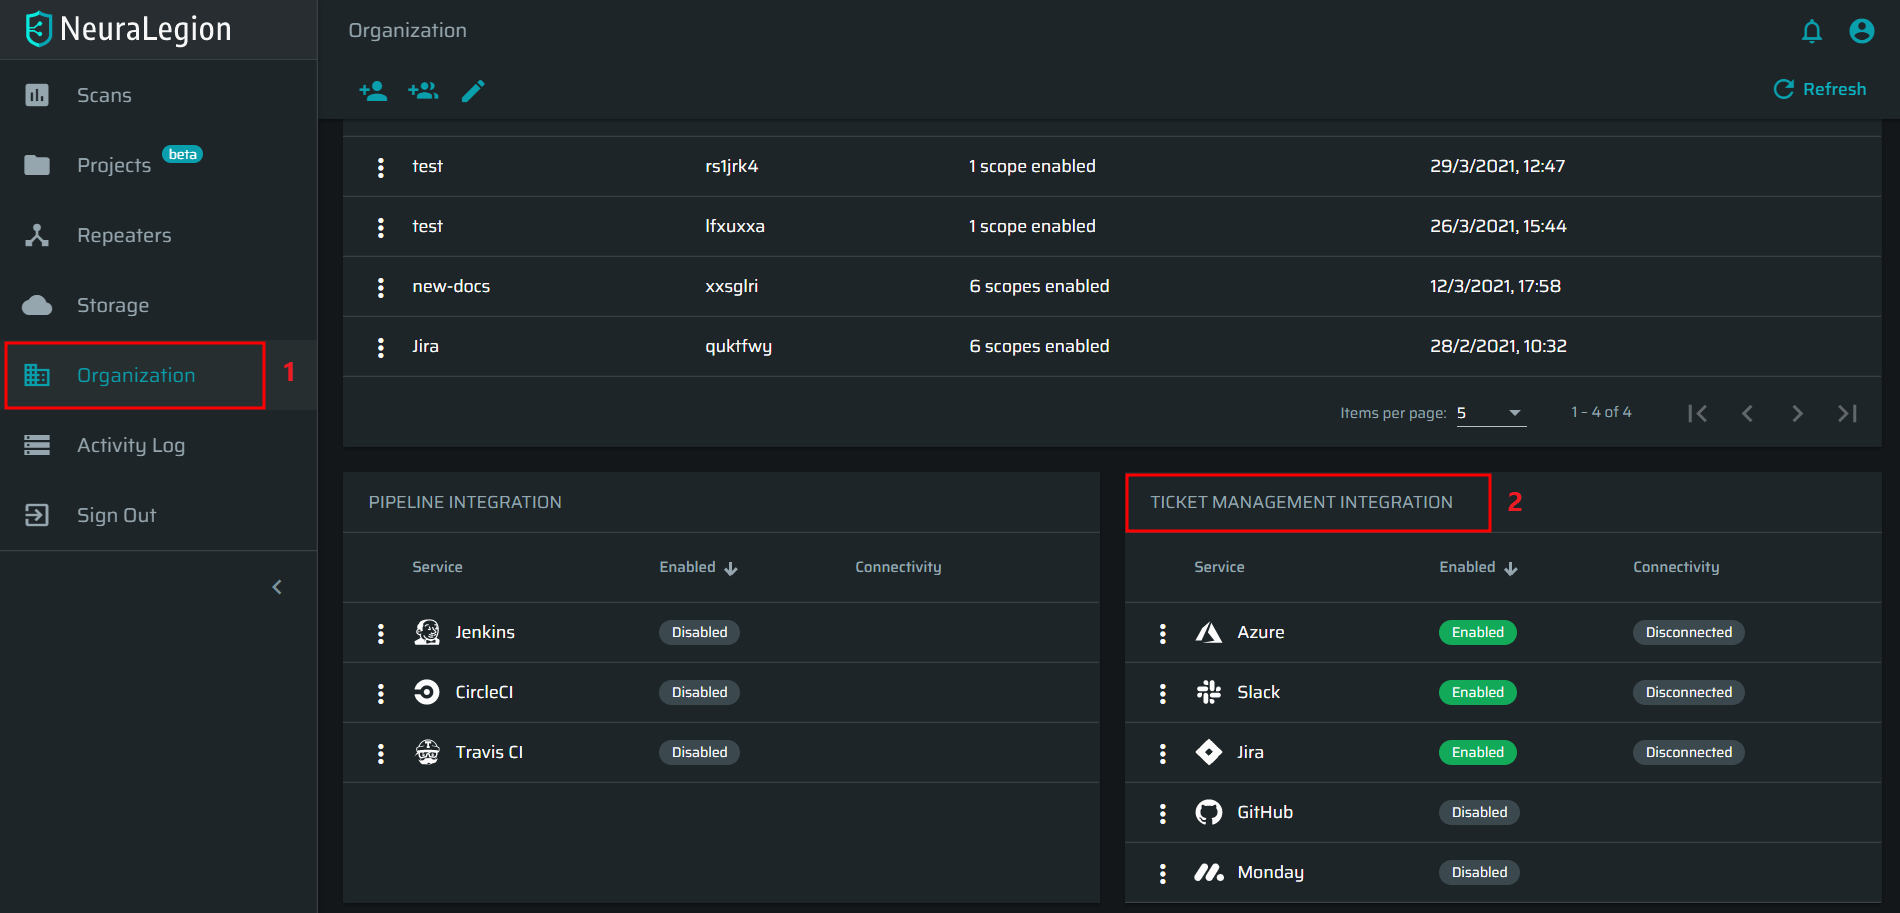 NeuraLegion
Scans
Projects beta
Repeaters
Storage
Organization 1
Activity Log
Sign Out
Organization
Refresh
test rs1jrk4 1 scope enabled 29/3/2021, 12:47
test lfxuxxa 1 scope enabled 26/3/2021, 15:44
new-docs xxsglri 6 scopes enabled 12/3/2021, 17:58
Jira quktfwy 6 scopes enabled 28/2/2021, 10:32
Items per page: 5 1 - 4 of 4
PIPELINE INTEGRATION
Service Enabled Connectivity
Jenkins Disabled
CircleCI Disabled
Travis CI Disabled
TICKET MANAGEMENT INTEGRATION 2
Service Enabled Connectivity
Azure Enabled Disconnected
Slack Enabled Disconnected
Jira Enabled Disconnected
GitHub Disabled
Monday Disabled